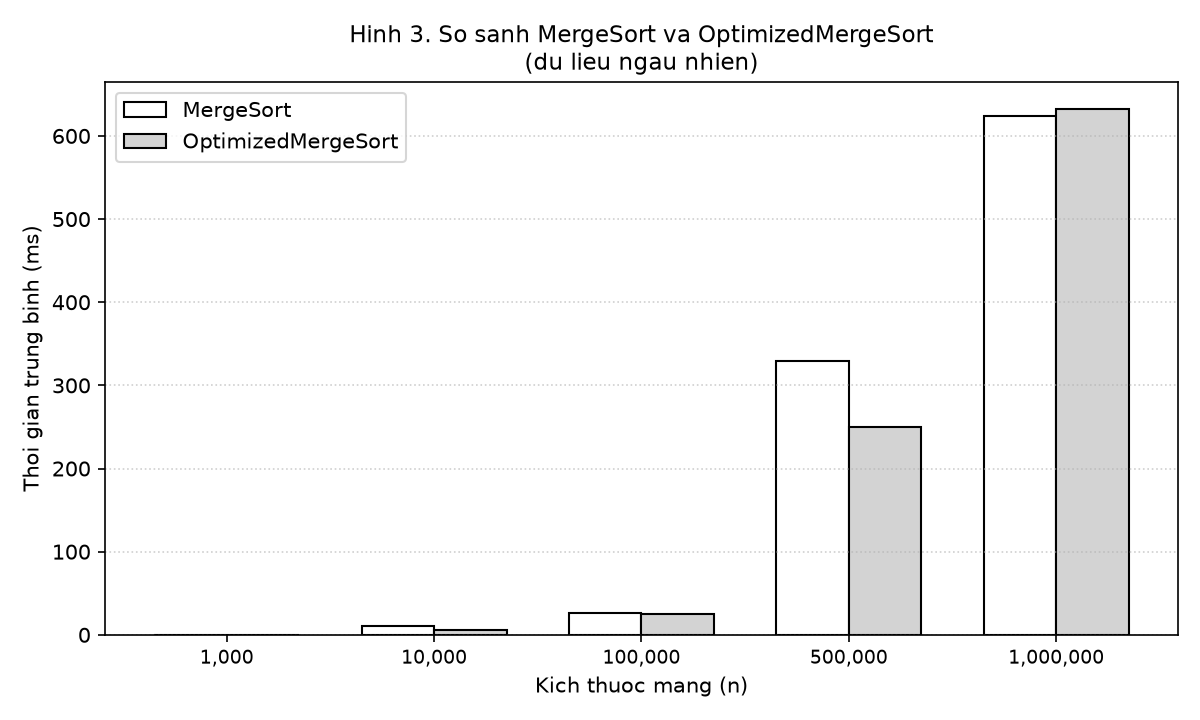 Hinh 3. So sanh MergeSort va OptimizedMergeSort
(du lieu ngau nhien)
MergeSort
OptimizedMergeSort
Thoi gian trung binh (ms)
600
500
400
300
200
100
0
1,000
10,000
100,000
500,000
1,000,000
Kich thuoc mang (n)